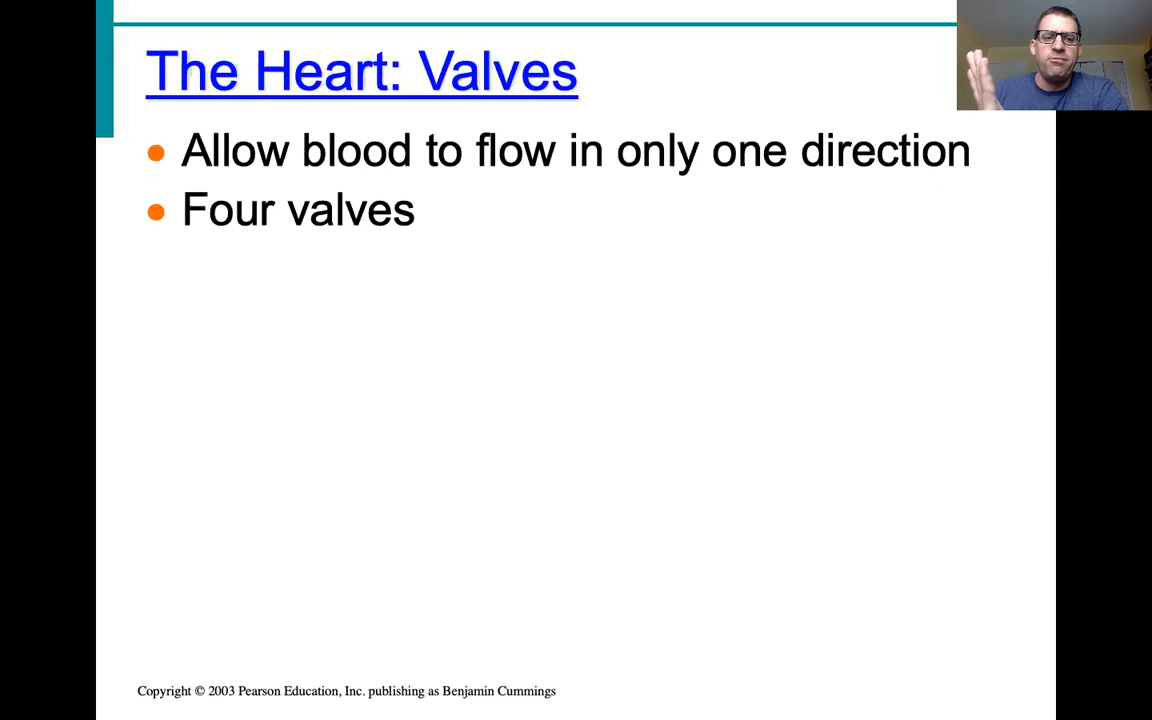 The Heart: Valves
Allow blood to flow in only one direction
Four valves
Copyright © 2003 Pearson Education, Inc. publishing as Benjamin Cummings